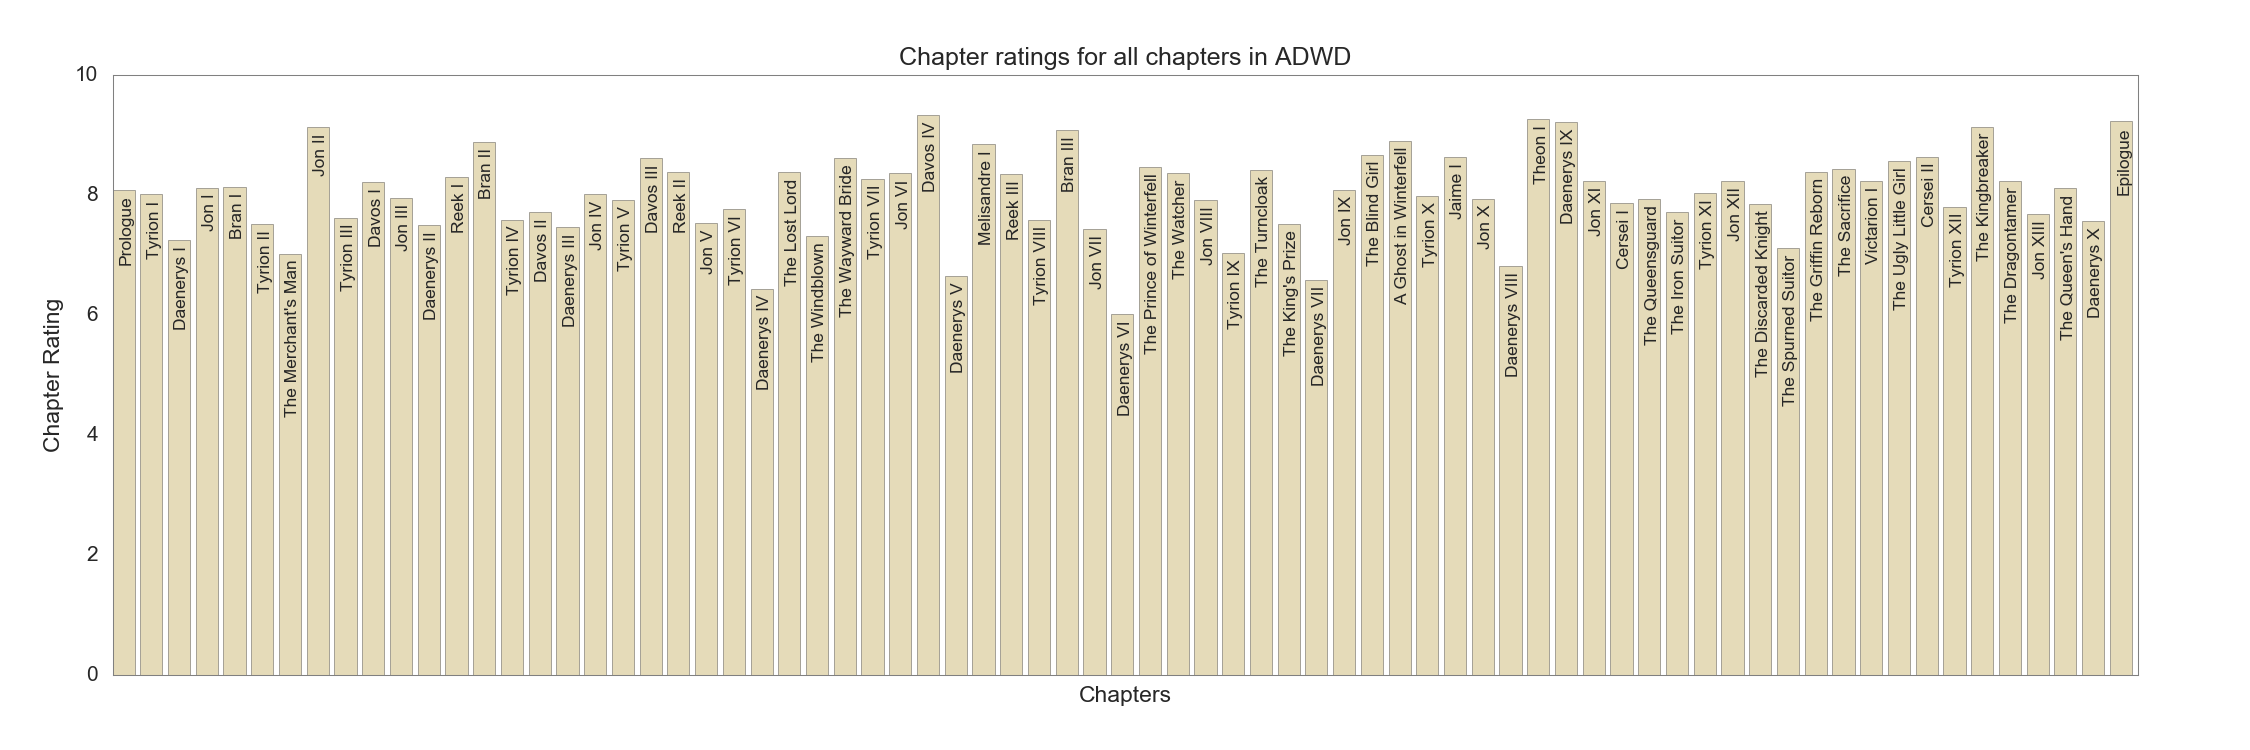 Chapter ratings for all chapters in ADWD
10
8
6
4
2
0
Chapter Rating
Prologue
Tyrion I
Daenerys I
Jon I
Bran I
Tyrion II
The Merchant's Man
Jon II
Tyrion III
Davos I
Jon III
Daenerys II
Reek I
Bran II
Tyrion IV
Davos II
Daenerys III
Jon IV
Tyrion V
Davos III
Reek II
Jon V
Tyrion VI
Daenerys IV
The Lost Lord
The Windblown
The Wayward Bride
Tyrion VII
Jon VI
Davos IV
Daenerys V
Melisandre I
Reek III
Tyrion VIII
Bran III
Jon VII
Daenerys VI
The Prince of Winterfell
The Watcher
Jon VIII
Tyrion IX
The Turncloak
The King's Prize
Daenerys VII
Jon IX
The Blind Girl
A Ghost in Winterfell
Tyrion X
Jaime I
Jon X
Daenerys VIII
Theon I
Daenerys IX
Jon XI
Cersei I
The Queensguard
The Iron Suitor
Tyrion XI
Jon XII
The Discarded Knight
The Spurned Suitor
The Griffin Reborn
The Sacrifice
Victarion I
The Ugly Little Girl
Cersei II
Tyrion XII
The Kingbreaker
The Dragontamer
Jon XIII
The Queen's Hand
Daenerys X
Epilogue
Chapters